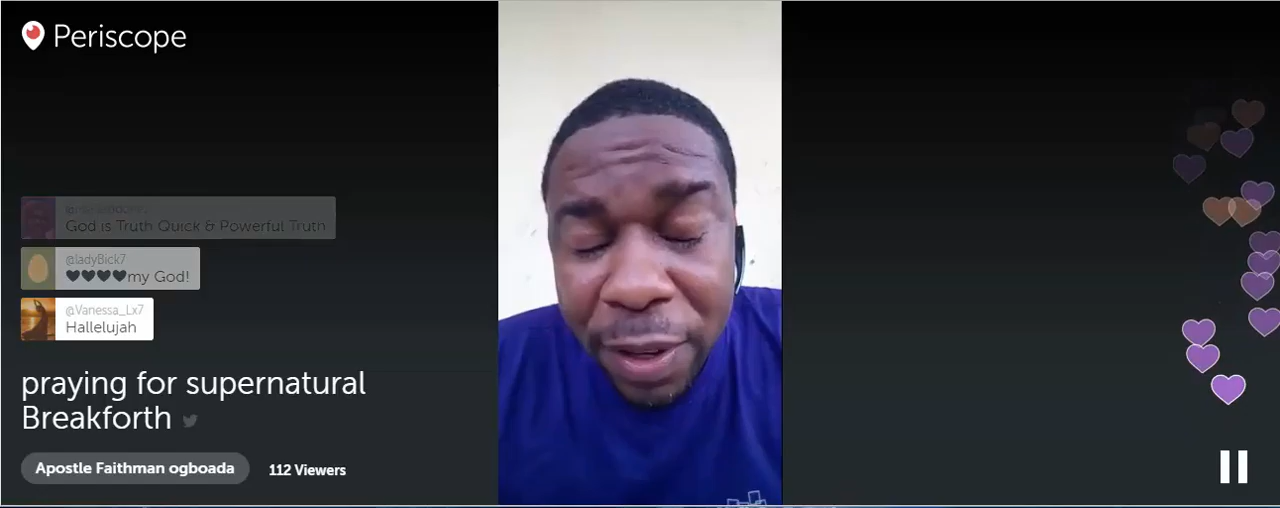 Periscope
God is Truth Quick & Powerful Truth
@ladyBick7
♥♥♥♥my God!
@Vanessa_Lx7
Hallelujah
praying for supernatural
Breakforth
Apostle Faithman ogboada
112 Viewers